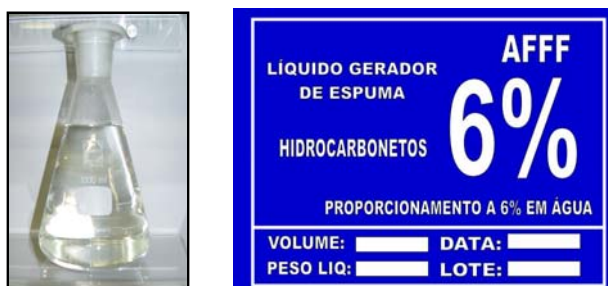 AFFF
LÍQUIDO GERADOR
DE ESPUMA
6%
HIDROCARBONETOS
PROPORCIONAMENTO A 6% EM ÁGUA
VOLUME: DATA:
PESO LIQ: LOTE: